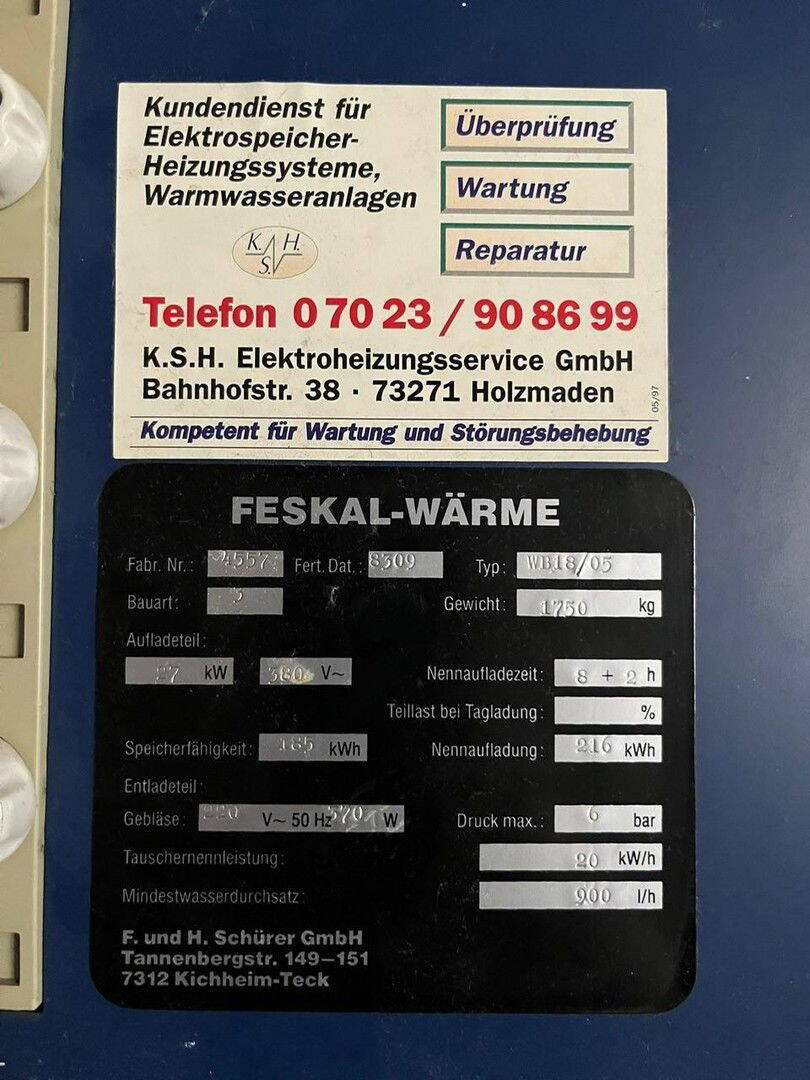 Kundendienst für
Elektrospeicher-
Heizungssysteme,
Warmwasseranlagen
Überprüfung
Wartung
Reparatur
K. H.
S.
Telefon 0 70 23 / 90 86 99
K.S.H. Elektroheizungsservice GmbH
Bahnhofstr. 38 · 73271 Holzmaden
05/97
Kompetent für Wartung und Störungsbehebung
FESKAL-WÄRME
Fabr. Nr.: 4557 Fert. Dat.: 8309 Typ: WB18/05
Bauart: Gewicht: 1750 kg
Aufladeteil:
27 kW 380 V~ Nennaufladezeit: 8 + 2 h
Teillast bei Tagladung: %
Speicherfähigkeit: 185 kWh Nennaufladung: 216 kWh
Entladeteil:
Gebläse: 220 V~ 50 Hz 570 W Druck max.: 6 bar
Tauschernennleistung: 20 kW/h
Mindestwasserdurchsatz: 900 l/h
F. und H. Schürer GmbH
Tannenbergstr. 149–151
7312 Kichheim-Teck